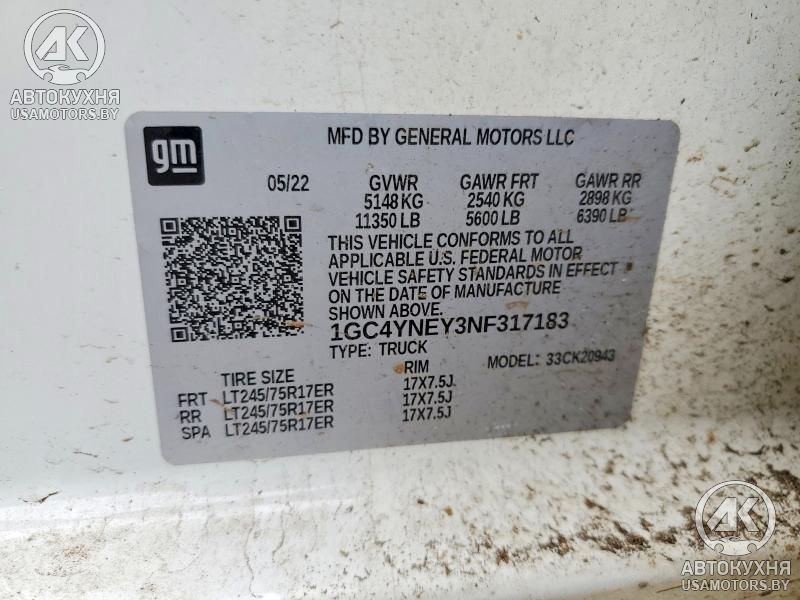 AK
АВТОКУХНЯ
USAMOTORS.BY
gm
MFD BY GENERAL MOTORS LLC
05/22 GVWR GAWR FRT GAWR RR
5148 KG 2540 KG 2898 KG
11350 LB 5600 LB 6390 LB
THIS VEHICLE CONFORMS TO ALL
APPLICABLE U.S. FEDERAL MOTOR
VEHICLE SAFETY STANDARDS IN EFFECT
ON THE DATE OF MANUFACTURE
SHOWN ABOVE.
1GC4YNEY3NF317183
TYPE: TRUCK MODEL: 33CK20943
TIRE SIZE RIM
FRT LT245/75R17ER 17X7.5J
RR LT245/75R17ER 17X7.5J
SPA LT245/75R17ER 17X7.5J
AK
АВТОКУХНЯ
USAMOTORS.BY